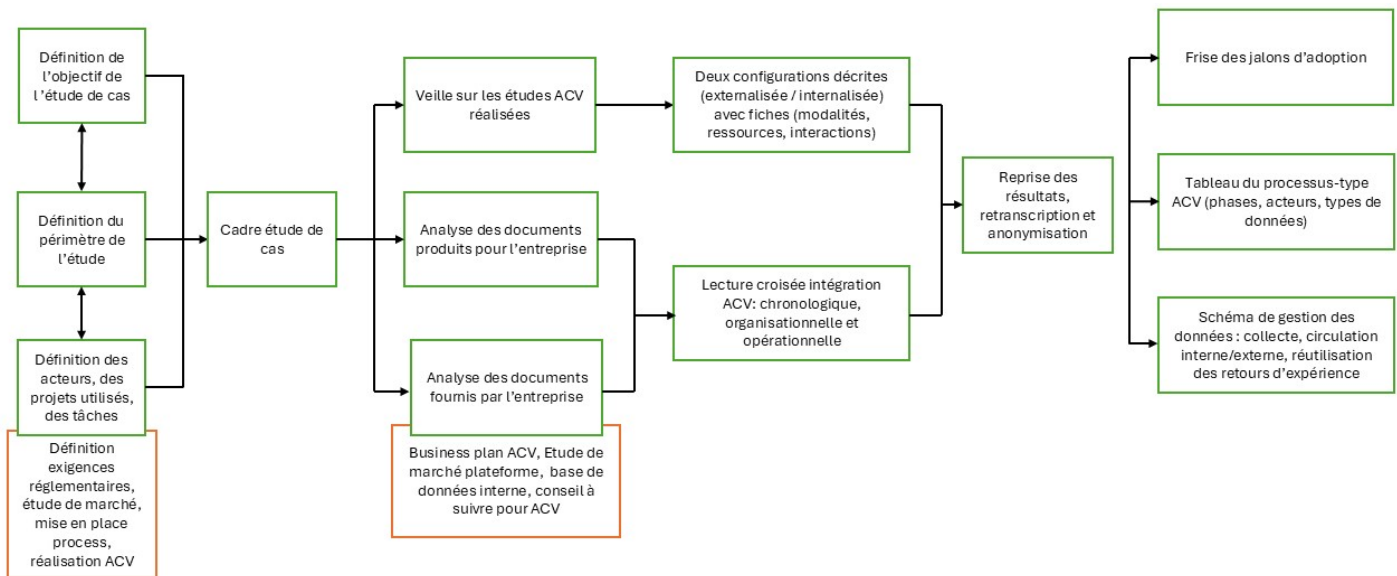 Définition de
l'objectif de
l 'étude de cas
Définition du
périmètre de
l'étude
Définition des
acteurs, des
projets utilisés,
des tâches
Définition
exigences
réglementaires,
étude de marché,
mise en place
process,
réalisation ACV
Cadre étude de
cas
Veille sur les études ACV
réalisées
Analyse des documents
produits pour l'entreprise
Analyse des documents
fournis par l'entreprise
Business plan ACV, Etude de
marché plateforme, base de
données interne, conseil à
suivre pour ACV
Deux configurations décrites
(externalisée / internalisée)
avec fiches (modalités,
ressources, interactions)
Lecture croisée intégration
ACV: chronologique,
organisationnelle et
opérationnelle
Reprise des
résultats,
retranscription et
anonymisation
Frise des jalons d'adoption
Tableau du processus-type
ACV (phases, acteurs, types de
données)
Schéma de gestion des
données : collecte, circulation
interne/externe, réutilisation
des retours d'expérience